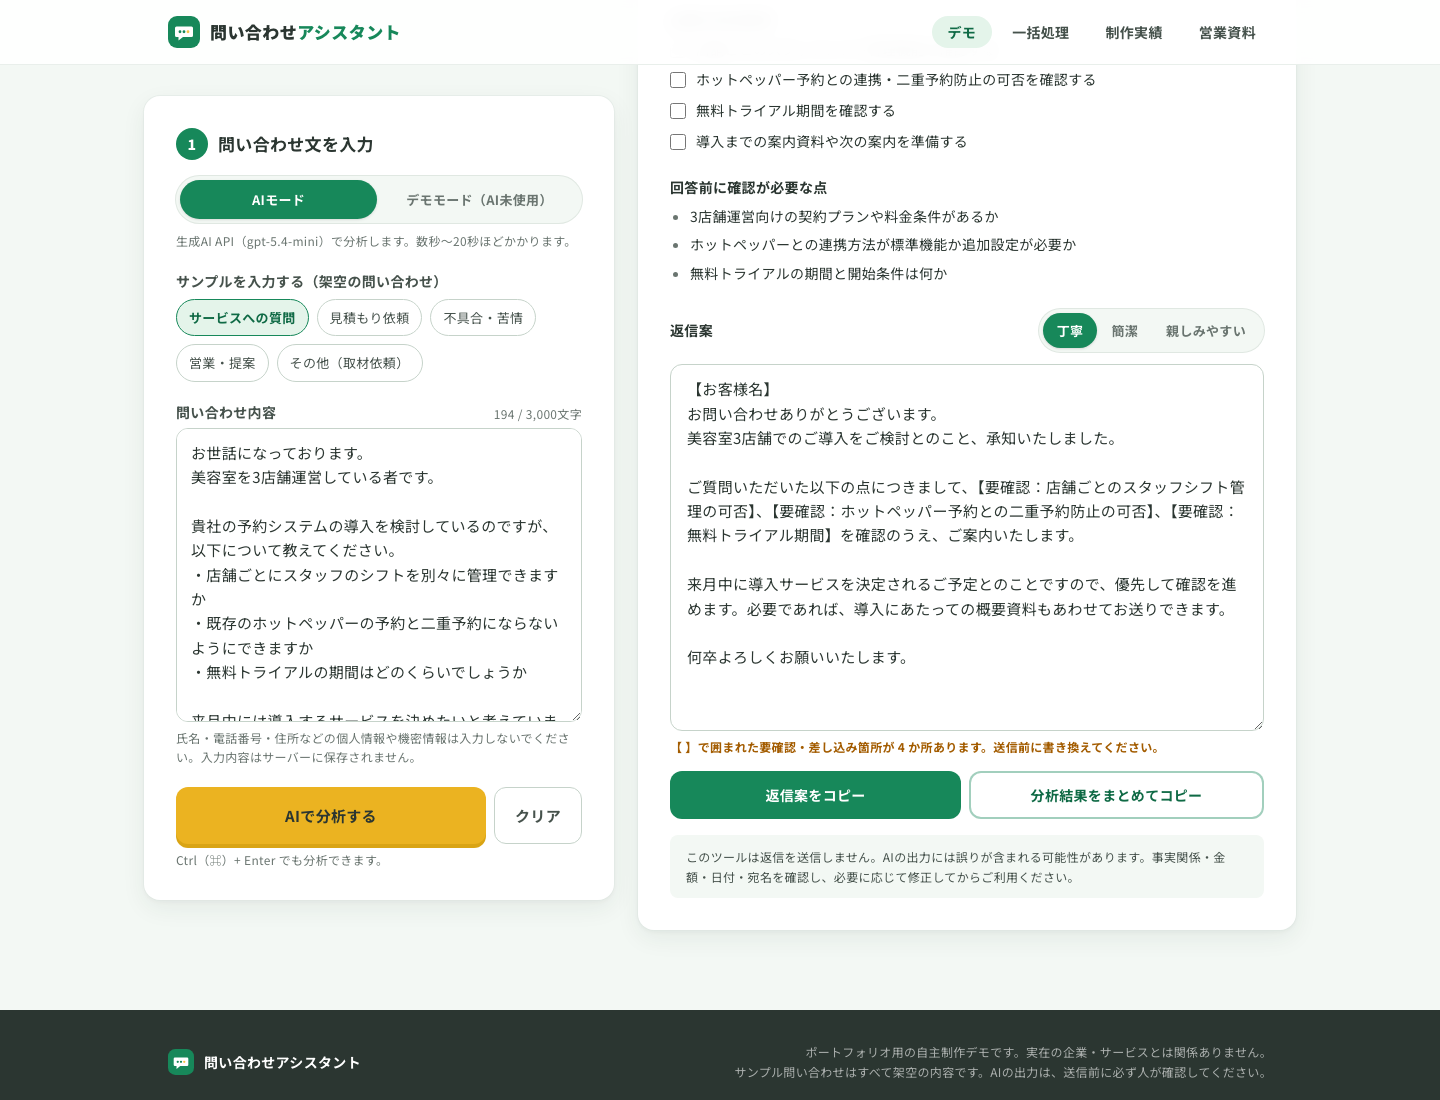 問い合わせアシスタント
デモ
一括処理
制作実績
営業資料
1
問い合わせ文を入力
AIモード
デモモード（AI未使用）
生成AI API（gpt-5.4-mini）で分析します。数秒〜20秒ほどかかります。
サンプルを入力する（架空の問い合わせ）
サービスへの質問
見積もり依頼
不具合・苦情
営業・提案
その他（取材依頼）
問い合わせ内容
194 / 3,000文字
お世話になっております。
美容室を3店舗運営している者です。
貴社の予約システムの導入を検討しているのですが、
以下について教えてください。
・店舗ごとにスタッフのシフトを別々に管理できます
か
・既存のホットペッパーの予約と二重予約にならない
ようにできますか
・無料トライアルの期間はどのくらいでしょうか
来月中には導入するサービスを決めたいと考えていま
氏名・電話番号・住所などの個人情報や機密情報は入力しないでくださ
い。入力内容はサーバーに保存されません。
AIで分析する
クリア
Ctrl（⌘）+ Enter でも分析できます。
ホットペッパー予約との連携・二重予約防止の可否を確認する
無料トライアル期間を確認する
導入までの案内資料や次の案内を準備する
回答前に確認が必要な点
3店舗運営向けの契約プランや料金条件があるか
ホットペッパーとの連携方法が標準機能か追加設定が必要か
無料トライアルの期間と開始条件は何か
返信案
丁寧
簡潔
親しみやすい
【お客様名】
お問い合わせありがとうございます。
美容室3店舗でのご導入をご検討とのこと、承知いたしました。
ご質問いただいた以下の点につきまして、【要確認：店舗ごとのスタッフシフト管
理の可否】、【要確認：ホットペッパー予約との二重予約防止の可否】、【要確認：
無料トライアル期間】を確認のうえ、ご案内いたします。
来月中に導入サービスを決定されるご予定とのことですので、優先して確認を進
めます。必要であれば、導入にあたっての概要資料もあわせてお送りできます。
何卒よろしくお願いいたします。
【 】で囲まれた要確認・差し込み箇所が 4 か所あります。送信前に書き換えてください。
返信案をコピー
分析結果をまとめてコピー
このツールは返信を送信しません。AIの出力には誤りが含まれる可能性があります。事実関係・金
額・日付・宛名を確認し、必要に応じて修正してからご利用ください。
問い合わせアシスタント
ポートフォリオ用の自主制作デモです。実在の企業・サービスとは関係ありません。
サンプル問い合わせはすべて架空の内容です。AIの出力は、送信前に必ず人が確認してください。